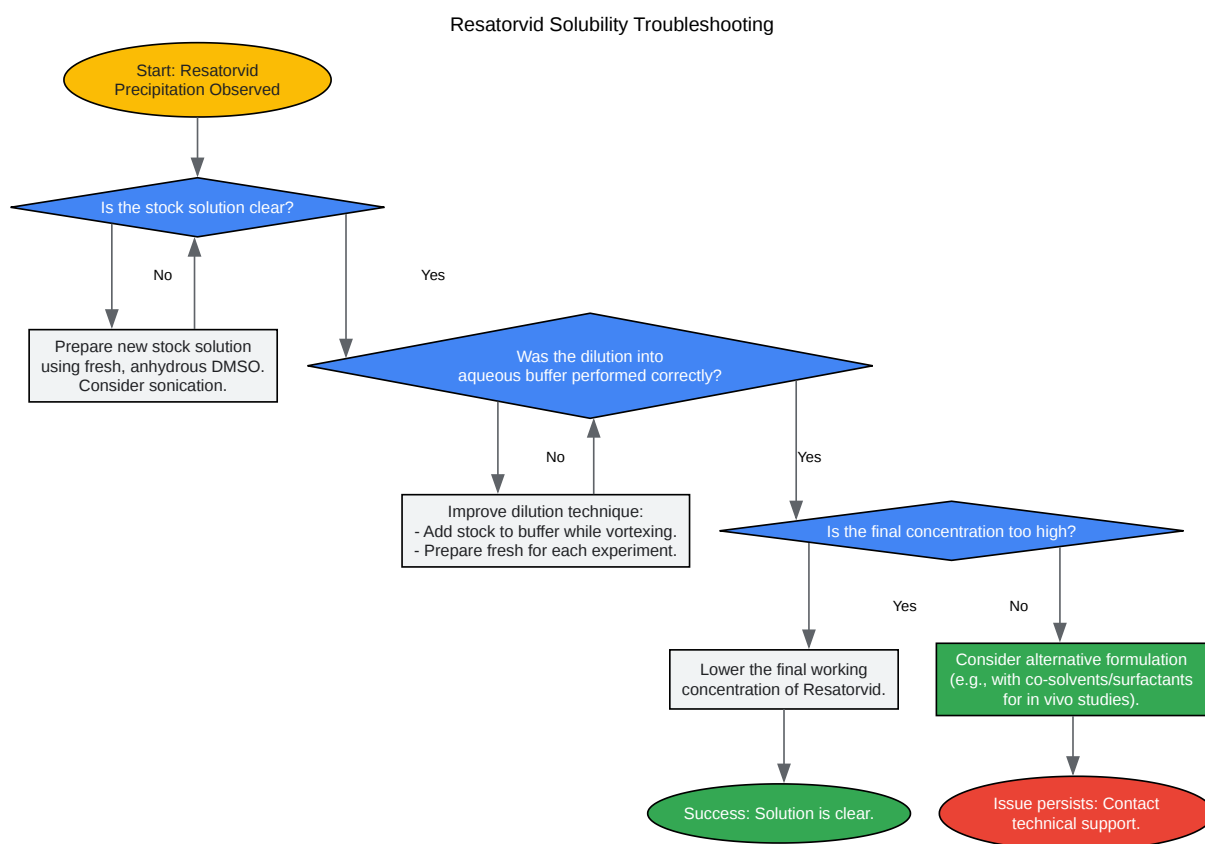 Resatorvid Solubility Troubleshooting
Start: Resatorvid
Precipitation Observed
Is the stock solution clear?
No
Yes
Prepare new stock solution
using fresh, anhydrous DMSO.
Consider sonication.
Was the dilution into
aqueous buffer performed correctly?
No
Yes
Improve dilution technique:
- Add stock to buffer while vortexing.
- Prepare fresh for each experiment.
Is the final concentration too high?
Yes
No
Lower the final working
concentration of Resatorvid.
Consider alternative formulation
(e.g., with co-solvents/surfactants
for in vivo studies).
Success: Solution is clear.
Issue persists: Contact
technical support.